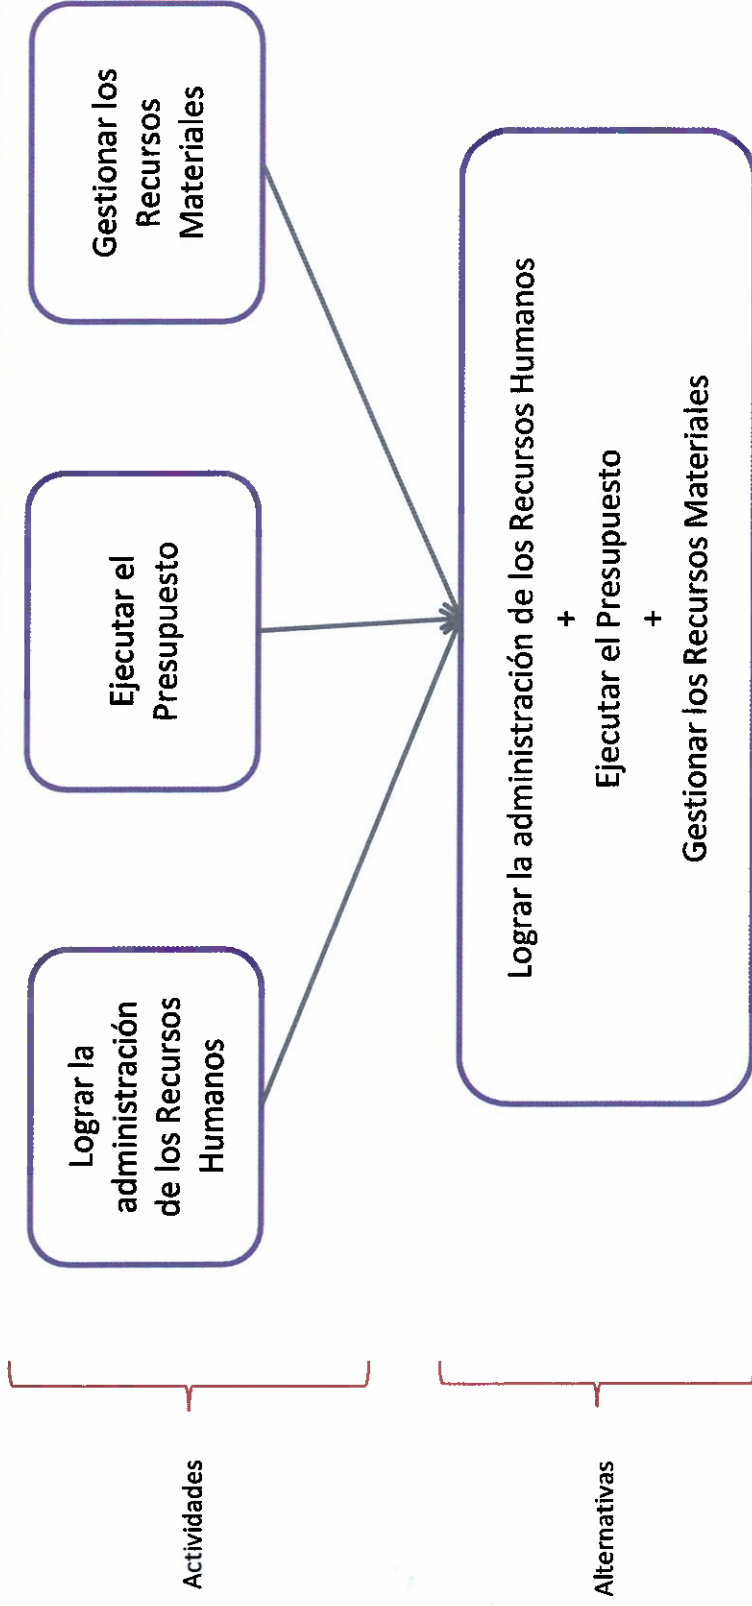 Actividades
Lograr la
administración
de los Recursos
Humanos
Ejecutar el
Presupuesto
Gestionar los
Recursos
Materiales
Alternativas
Lograr la administración de los Recursos Humanos
+
Ejecutar el Presupuesto
+
Gestionar los Recursos Materiales